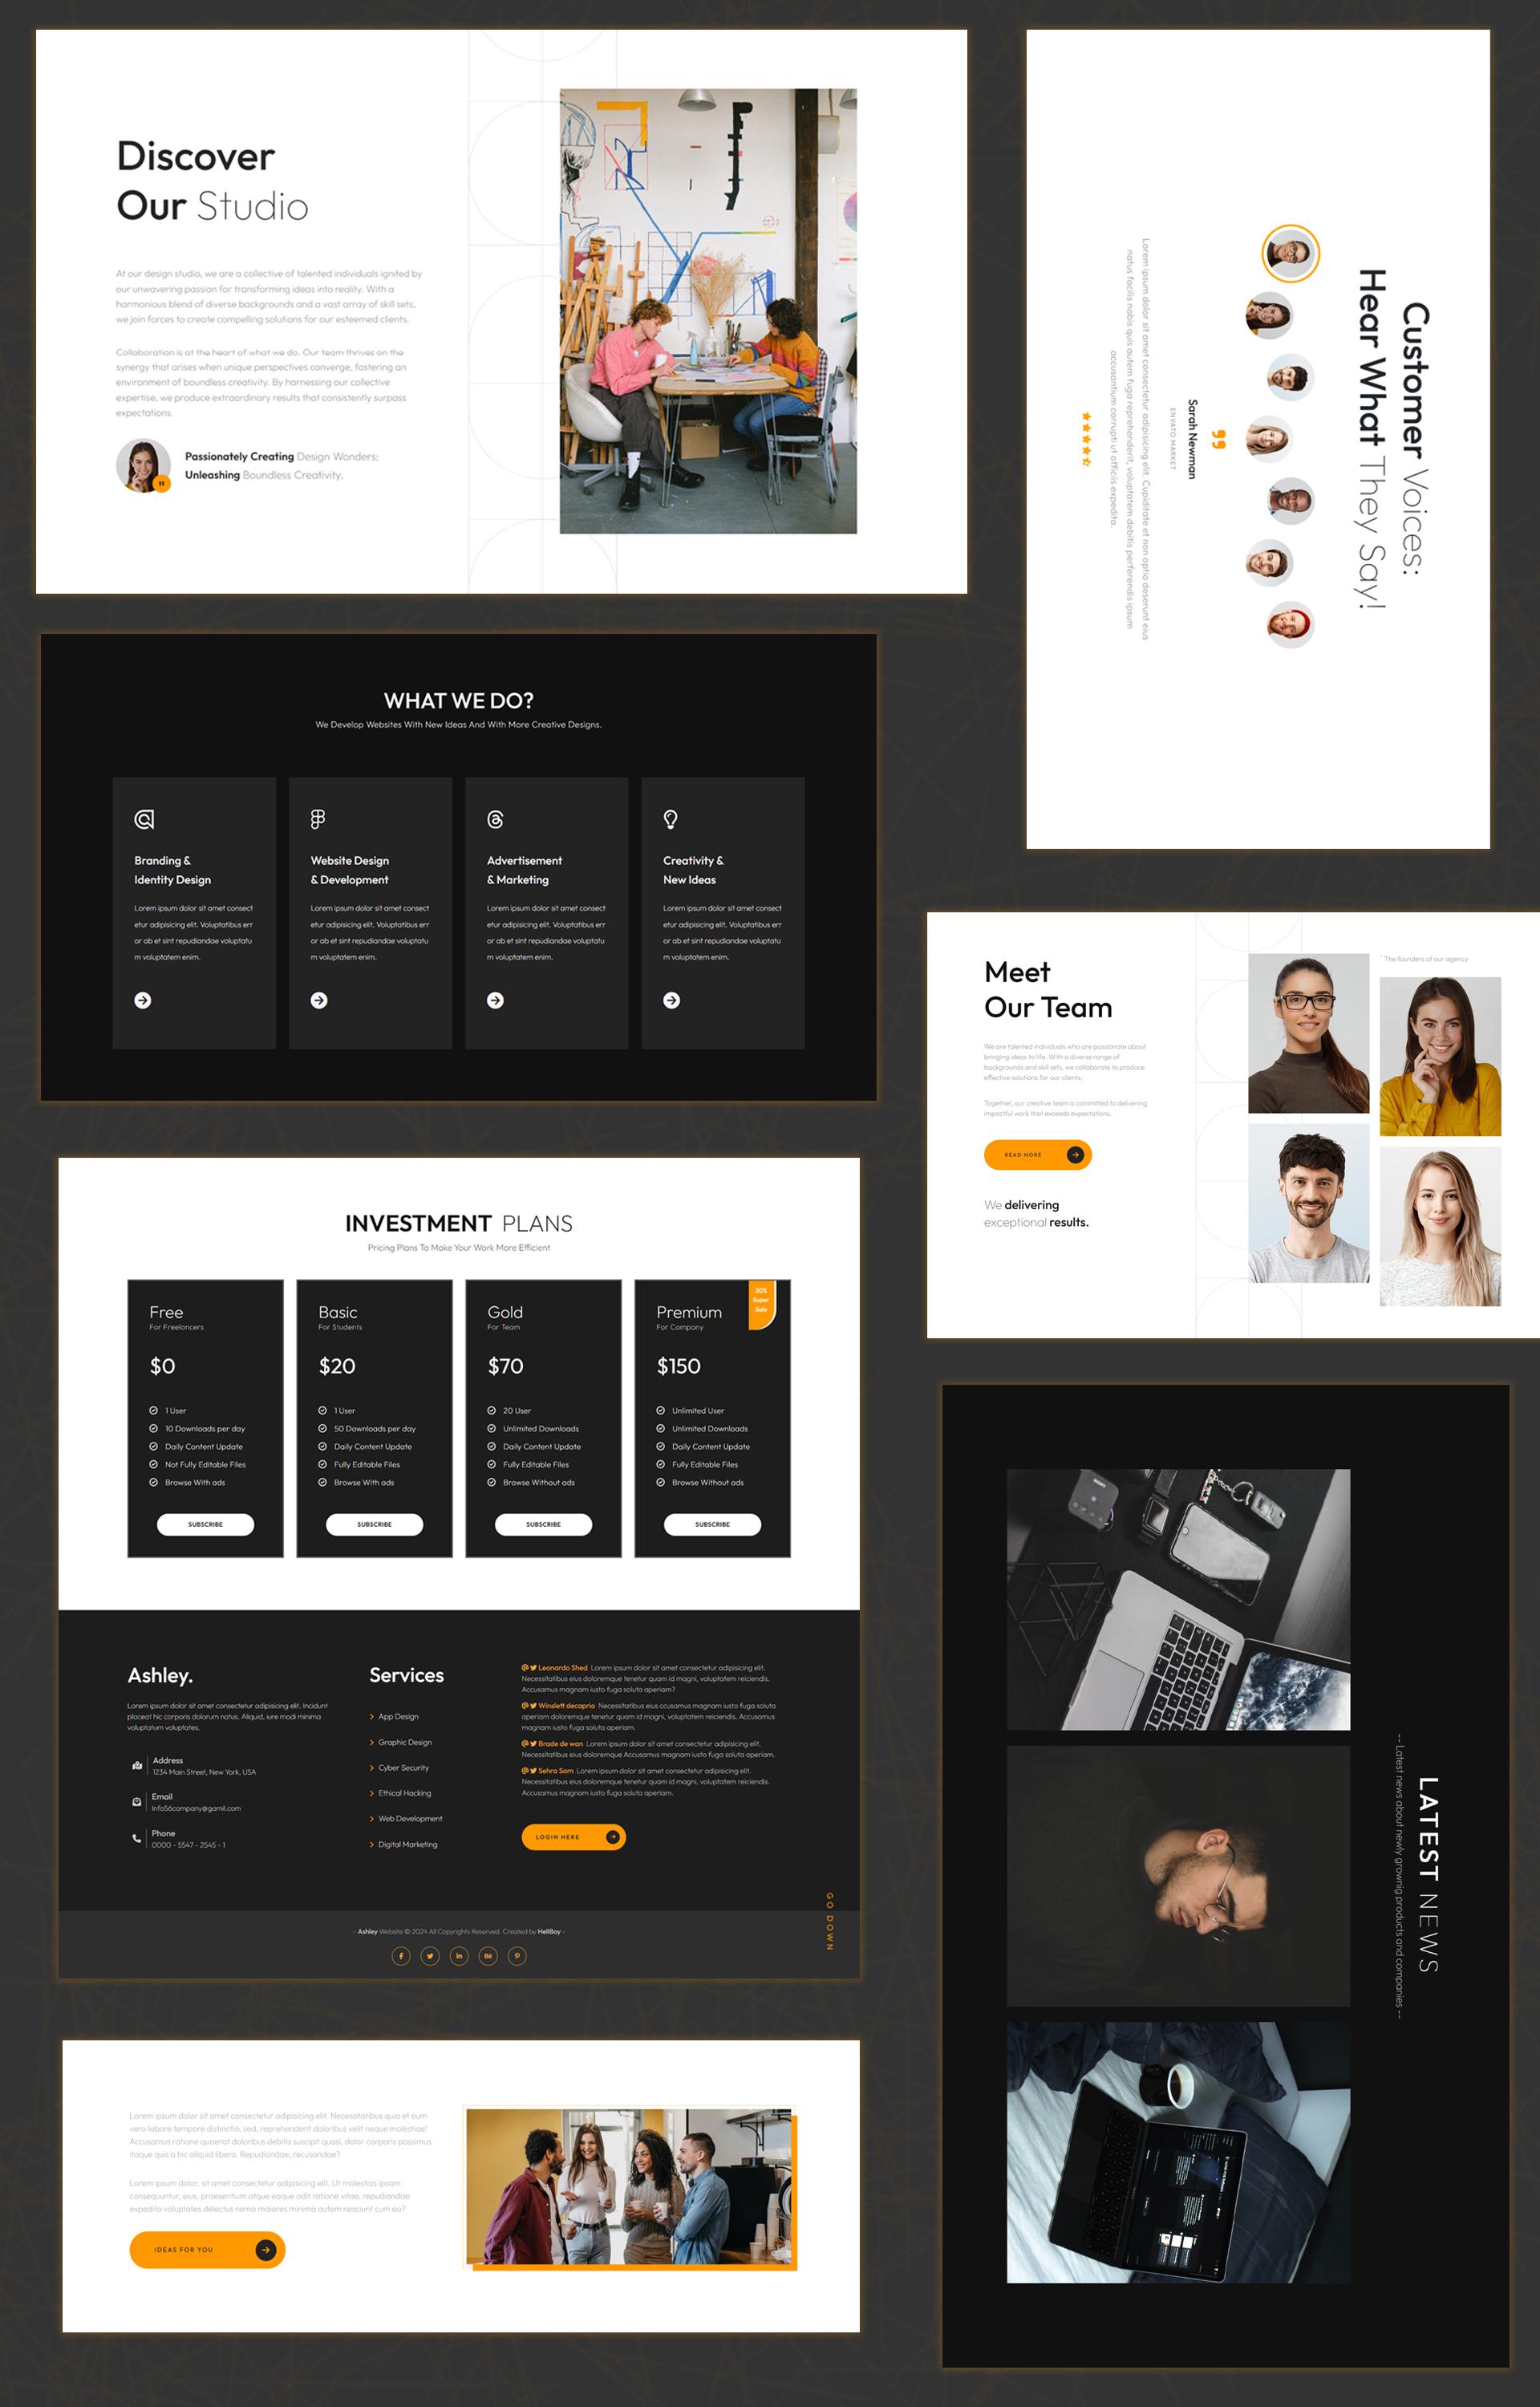 Discover
Our Studio
At our design studio, we are a collective of talented individuals ignited by
our unwavering passion for transforming ideas into reality. With a
harmonious blend of diverse backgrounds and a vast array of skill sets,
we join forces to create compelling solutions for our esteemed clients.
Collaboration is at the heart of what we do. Our team thrives on the
synergy that arises when unique perspectives converge, fostering an
environment of boundless creativity. By harnessing our collective
expertise, we produce extraordinary results that consistently surpass
expectations.
Passionately Creating Design Wonders:
Unleashing Boundless Creativity.
Customer Voices:
Hear What They Say!
Sarah Newman
ENVATO MARKET
Lorem ipsum dolor sit amet consectetur adipisicing elit. Cupiditate et non optio deserunt eius
natus facilis nobis quis autem fuga reprehenderit, voluptatem debitis perferendis ipsum
accusantium corrupti ut officiis expedita.
WHAT WE DO?
We Develop Websites With New Ideas And With More Creative Designs.
Branding &
Identity Design
Lorem ipsum dolor sit amet consect
etur adipisicing elit. Voluptatibus err
or ab et sint repudiandae voluptatu
m voluptatem enim.
Website Design
& Development
Lorem ipsum dolor sit amet consect
etur adipisicing elit. Voluptatibus err
or ab et sint repudiandae voluptatu
m voluptatem enim.
Advertisement
& Marketing
Lorem ipsum dolor sit amet consect
etur adipisicing elit. Voluptatibus err
or ab et sint repudiandae voluptatu
m voluptatem enim.
Creativity &
New Ideas
Lorem ipsum dolor sit amet consect
etur adipisicing elit. Voluptatibus err
or ab et sint repudiandae voluptatu
m voluptatem enim.
Meet
Our Team
We are talented individuals who are passionate about
bringing ideas to life. With a diverse range of
backgrounds and skill sets, we collaborate to produce
effective solutions for our clients.
Together, our creative team is committed to delivering
impactful work that exceeds expectations.
READ MORE
We delivering
exceptional results.
* The founders of our agency
INVESTMENT PLANS
Pricing Plans To Make Your Work More Efficient
Free
For Freeloncers
$0
1 User
10 Downloads per day
Daily Content Update
Not Fully Editable Files
Browse With ads
SUBSCRIBE
Basic
For Students
$20
1 User
50 Downloads per day
Daily Content Update
Fully Editable Files
Browse With ads
SUBSCRIBE
Gold
For Team
$70
20 User
Unlimited Downloads
Daily Content Update
Fully Editable Files
Browse Without ads
SUBSCRIBE
Premium
For Company
20%
Super
Sale
$150
Unlimited User
Unlimited Downloads
Daily Content Update
Fully Editable Files
Browse Without ads
SUBSCRIBE
Ashley.
Lorem ipsum dolor sit amet consectetur adipisicing elit. Incidunt
placeat hic corporis dolorum natus. Aliquid, iure modi minima
voluptatum voluptates.
Address
1234 Main Street, New York, USA
Email
Info56company@gamil.com
Phone
0000 - 5547 - 2545 - 1
Services
App Design
Graphic Design
Cyber Security
Ethical Hacking
Web Development
Digital Marketing
@ Leonardo Shed Lorem ipsum dolor sit amet consectetur adipisicing elit.
Necessitatibus eius doloremque tenetur quam id magni, voluptatem reiciendis.
Accusamus magnam iusto fuga soluta aperiam?
@ Winslett decaprio Necessitatibus eius ccusamus magnam iusto fuga soluta
aperiam doloremque tenetur quam id magni, voluptatem reiciendis. Accusamus
magnam iusto fuga soluta aperiam.
@ Brade de wan Lorem ipsum dolor sit amet consectetur adipisicing elit.
Necessitatibus eius doloremque Accusamus magnam iusto fuga soluta aperiam.
@ Sehra Sam Lorem ipsum dolor sit amet consectetur adipisicing elit.
Necessitatibus eius doloremque tenetur quam id magni, voluptatem reiciendis.
Accusamus magnam iusto fuga soluta aperiam.
LOGIN HERE
GO DOWN
- Ashley Website © 2024 All Copyrights Reserved. Created by HellBoy -
LATEST NEWS
-- Latest news about newly grownig products and companies --
Lorem ipsum dolor sit amet consectetur adipisicing elit. Necessitatibus quia et eum
vero labore tempore distinctio, sed, reprehenderit doloribus velit neque molestiae!
Accusamus ratione quaerat doloribus debitis suscipit quasi, dolor corporis possimus
itaque quis a hic aliquid libero. Repudiandae, recusandae?
Lorem ipsum dolor, sit amet consectetur adipisicing elit. Ut molestias ipsam
consequuntur, eius, praesentium atque eaque odit ratione vitae, repudiandae
expedita voluptates delectus nemo maiores minima autem nesciunt cum ea?
IDEAS FOR YOU